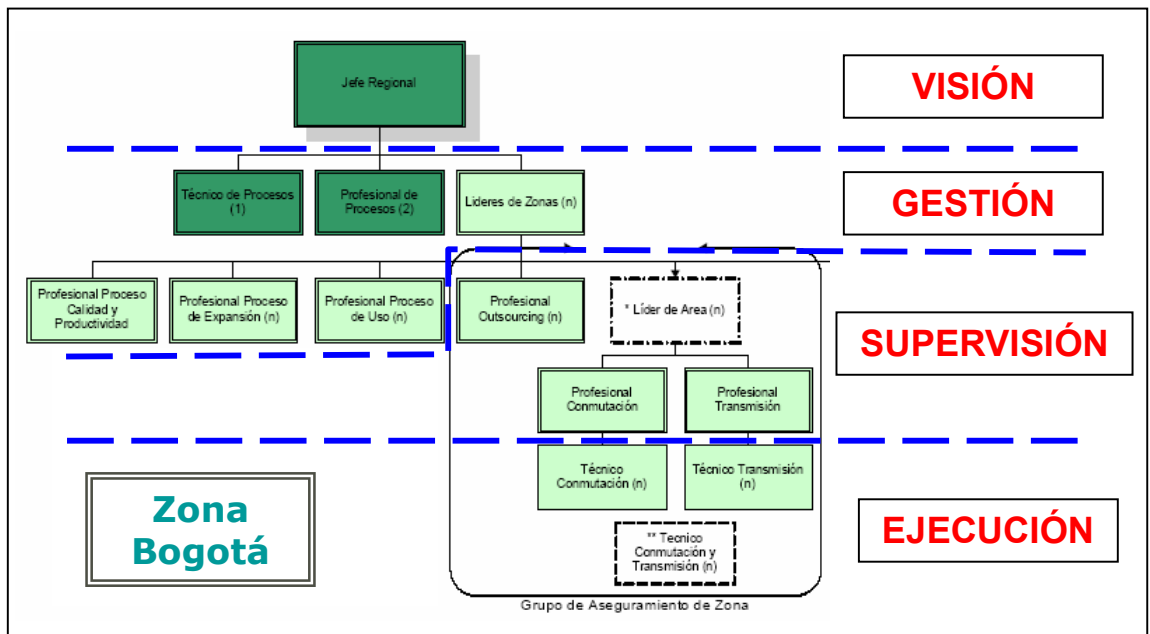 Jefe Regional
VISIÓN
Técnico de Procesos
(1)
Profesional de
Procesos (2)
Lideres de Zonas (n)
GESTIÓN
Profesional Proceso
Calidad y
Productividad
Profesional Proceso
de Expansión (n)
Profesional Proceso
de Uso (n)
Profesional
Outsourcing (n)
* Líder de Area (n)
SUPERVISIÓN
Profesional
Conmutación
Profesional
Transmisión
Técnico
Conmutación (n)
Técnico Transmisión
(n)
Zona
Bogotá
EJECUCIÓN
** Tecnico
Conmutación y
Transmisión (n)
Grupo de Aseguramiento de Zona